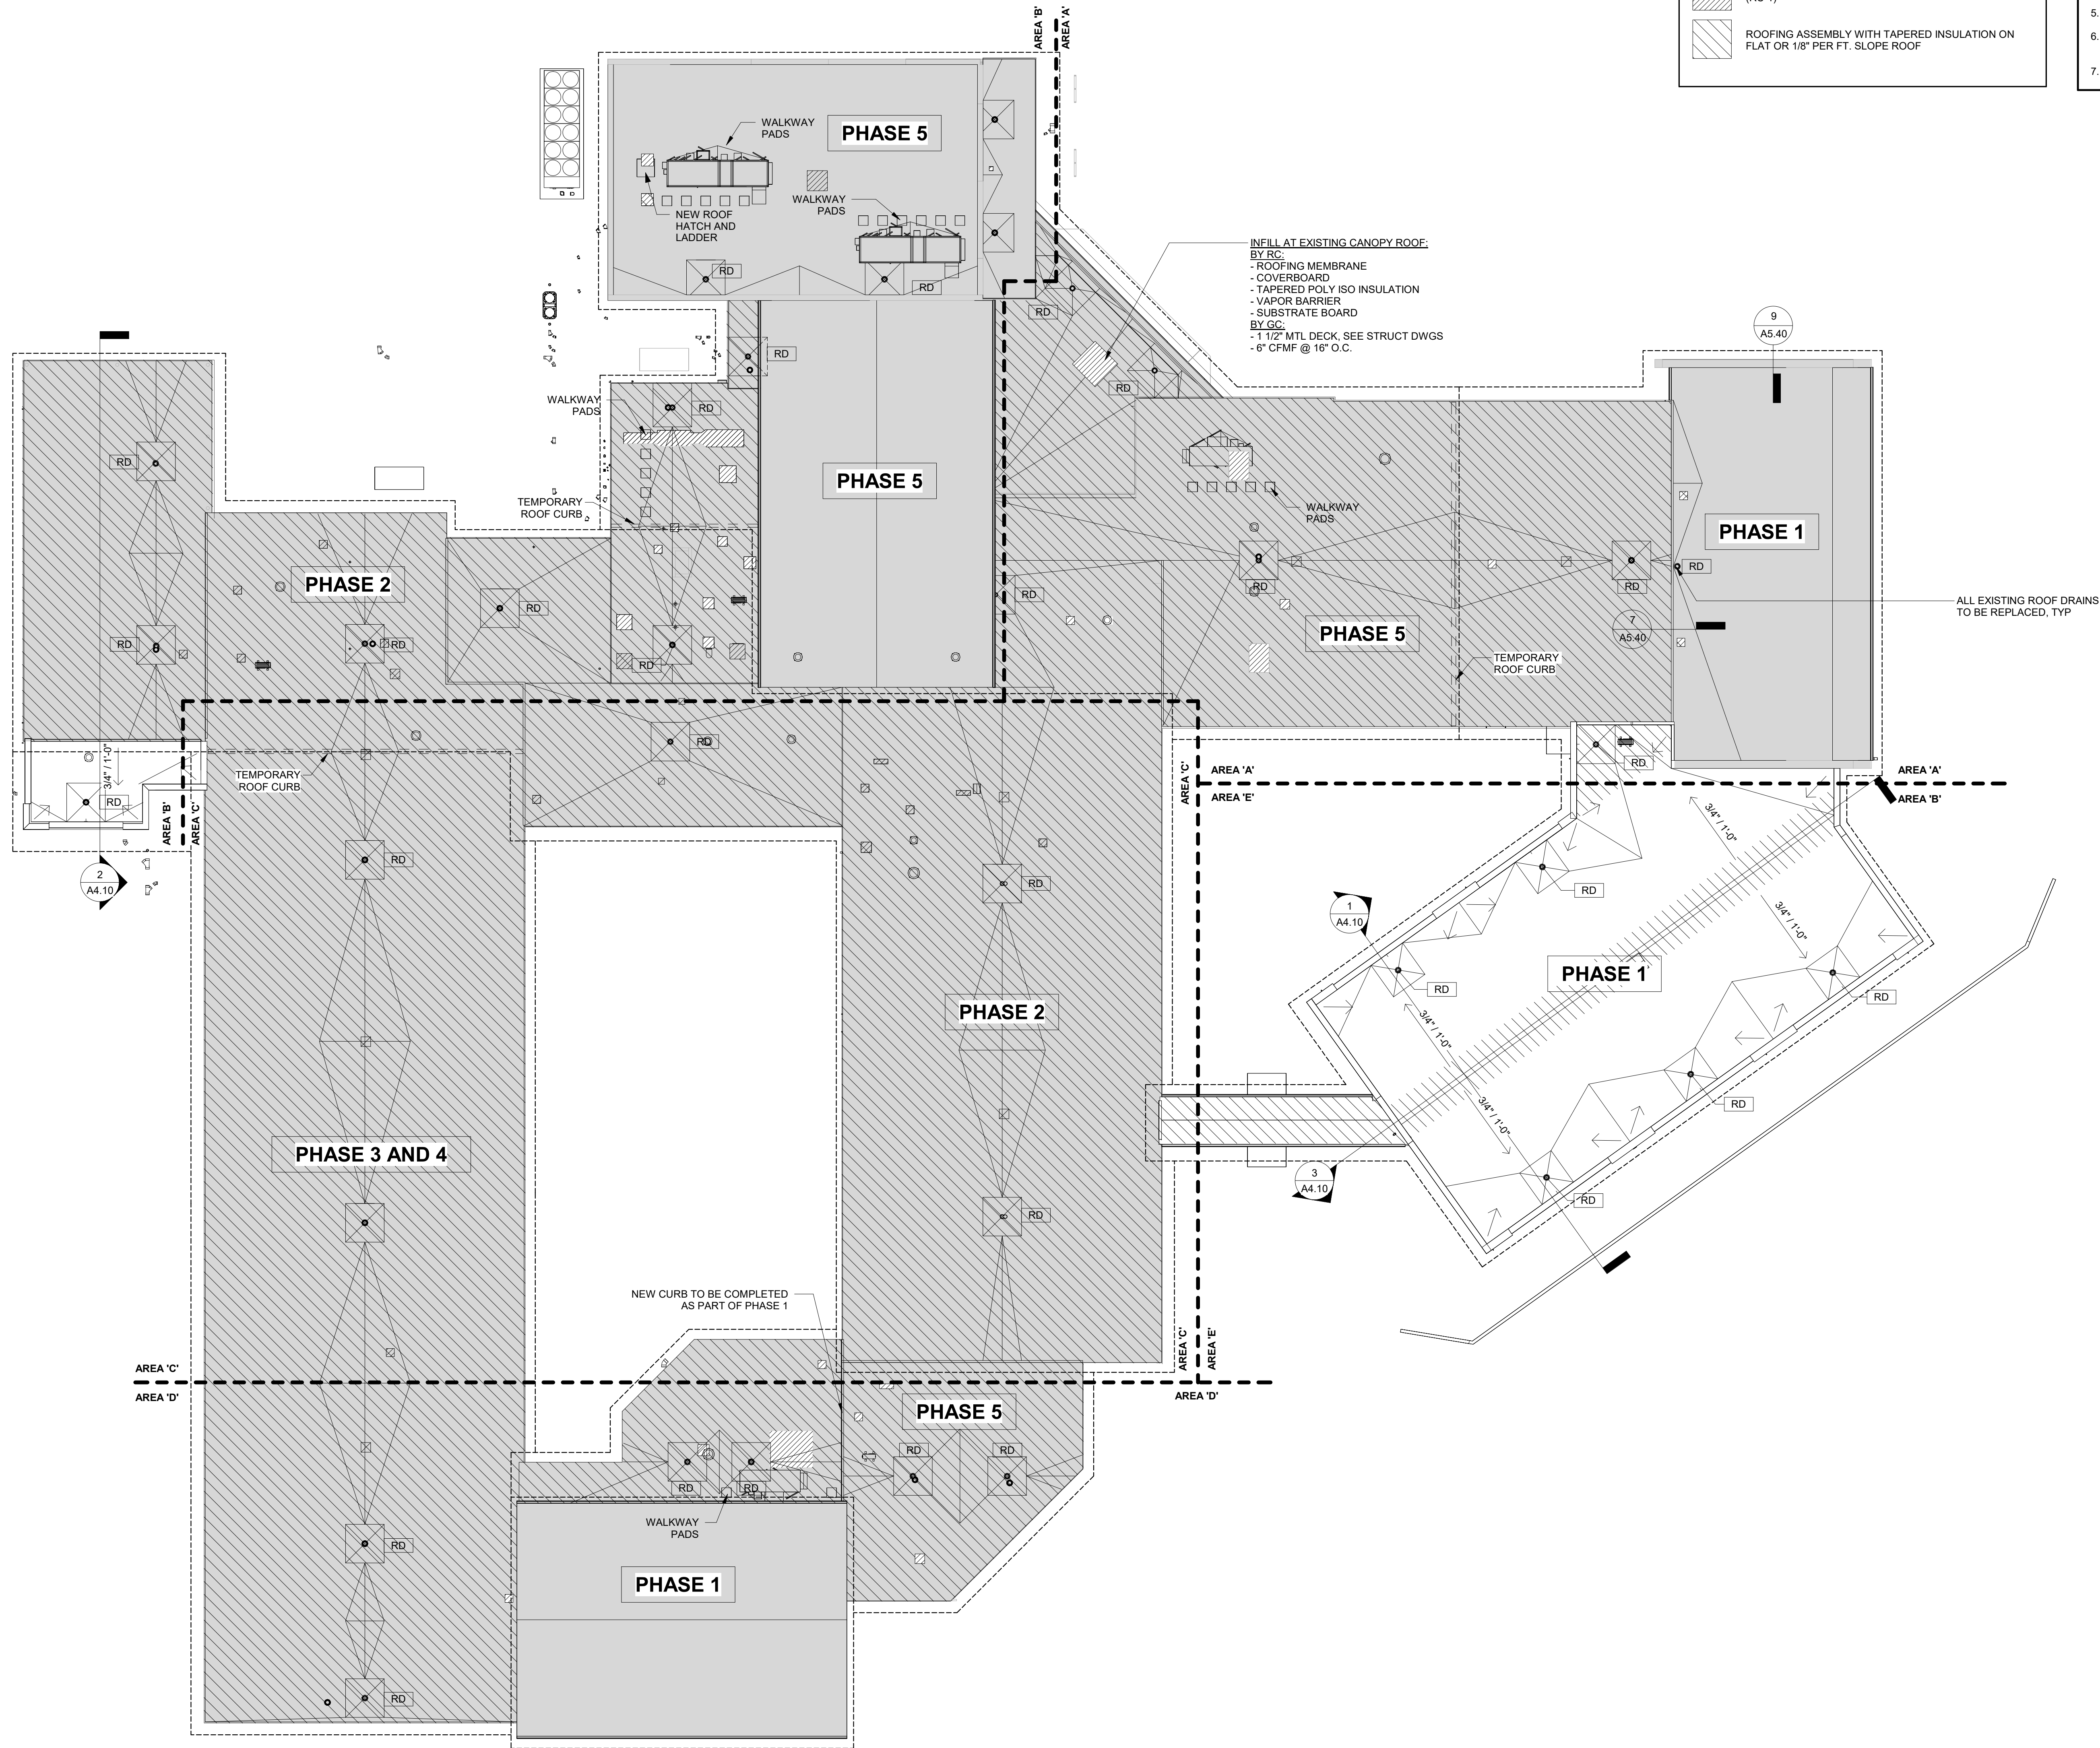 AREA 'B'
AREA 'A'
5.
6.
7.
ROOFING ASSEMBLY WITH TAPERED INSULATION ON
FLAT OR 1/8" PER FT. SLOPE ROOF
WALKWAY
PADS
PHASE 5
WALKWAY
PADS
NEW ROOF
HATCH AND
LADDER
RD
RD
INFILL AT EXISTING CANOPY ROOF:
BY RC:
- ROOFING MEMBRANE
- COVERBOARD
- TAPERED POLY ISO INSULATION
- VAPOR BARRIER
- SUBSTRATE BOARD
BY GC:
- 1 1/2" MTL DECK, SEE STRUCT DWGS
- 6" CFMF @ 16" O.C.
RD
RD
RD
9
A5.40
WALKWAY
PADS
RD
RD
PHASE 5
TEMPORARY
ROOF CURB
WALKWAY
PADS
PHASE 1
PHASE 2
RD
RD
RD
RD
RD
ALL EXISTING ROOF DRAINS
TO BE REPLACED, TYP
RD
RD
RD
RD
7
A5.40
PHASE 5
TEMPORARY
ROOF CURB
RD
RD
3/4" / 1'-0"
TEMPORARY
ROOF CURB
RD
AREA 'B'
AREA 'C'
AREA 'C'
AREA 'A'
AREA 'E'
AREA 'A'
AREA 'B'
3/4" / 1'-0"
2
A4.10
RD
RD
RD
3/4" / 1'-0"
1
A4.10
PHASE 1
RD
RD
PHASE 2
3/4" / 1'-0"
3/4" / 1'-0"
RD
PHASE 3 AND 4
3
A4.10
RD
RD
NEW CURB TO BE COMPLETED
AS PART OF PHASE 1
AREA 'C'
AREA 'E'
AREA 'C'
AREA 'D'
AREA 'D'
PHASE 5
RD
RD
RD
RD
WALKWAY
PADS
RD
PHASE 1
RD